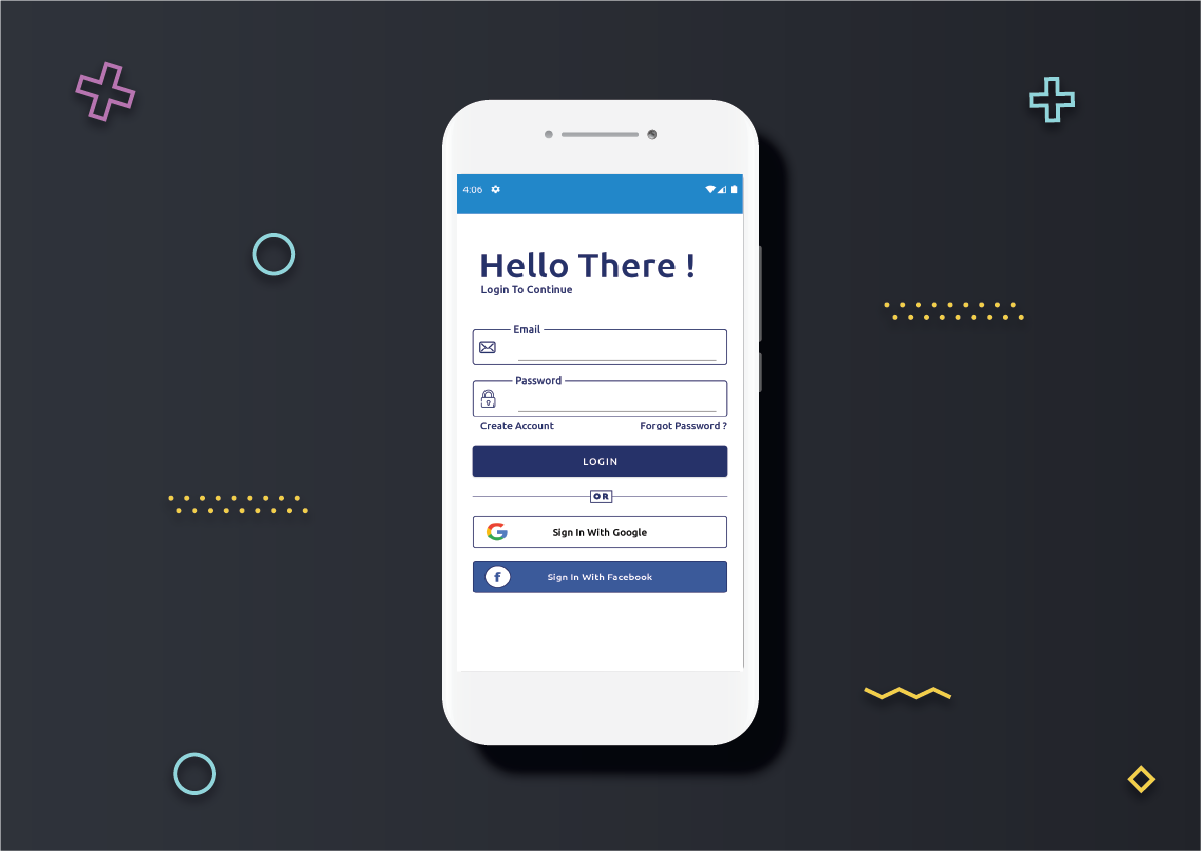 4:06
Hello There !
Login To Continue
Email
Password
Create Account
Forgot Password ?
LOGIN
OR
Sign In With Google
Sign In With Facebook